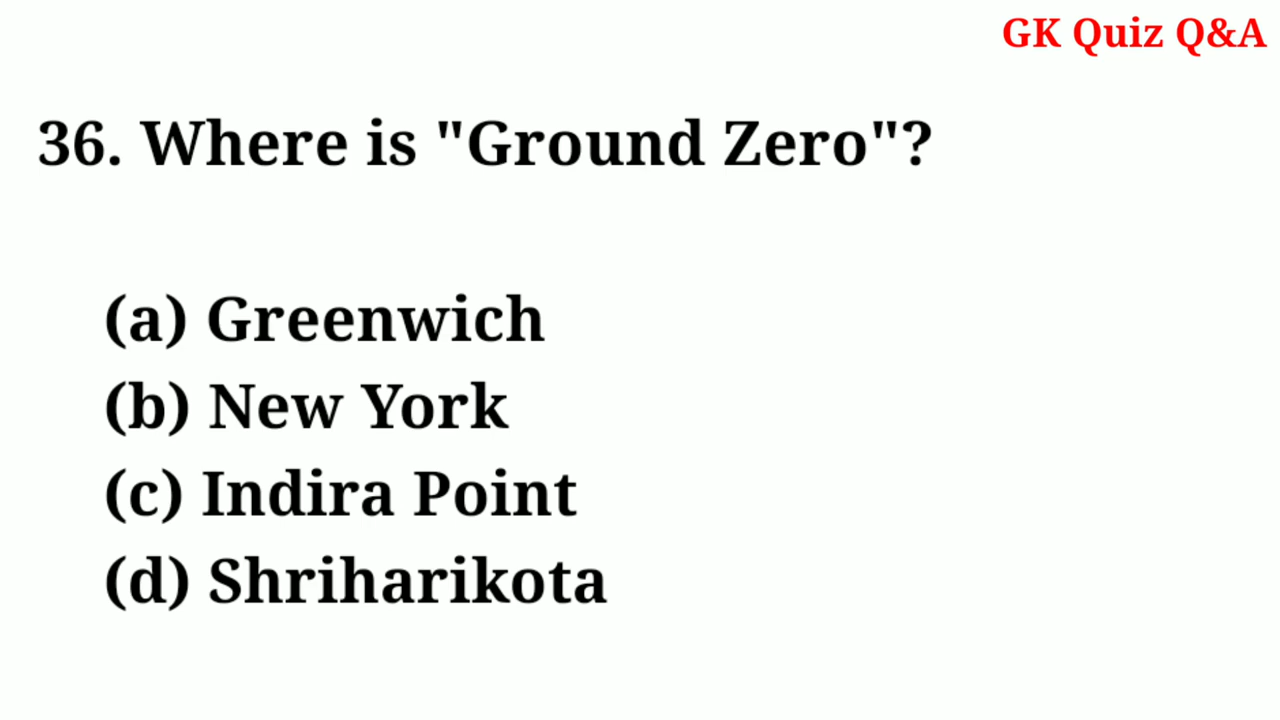 GK Quiz Q&A
36. Where is "Ground Zero"?
(a) Greenwich
(b) New York
(c) Indira Point
(d) Shriharikota